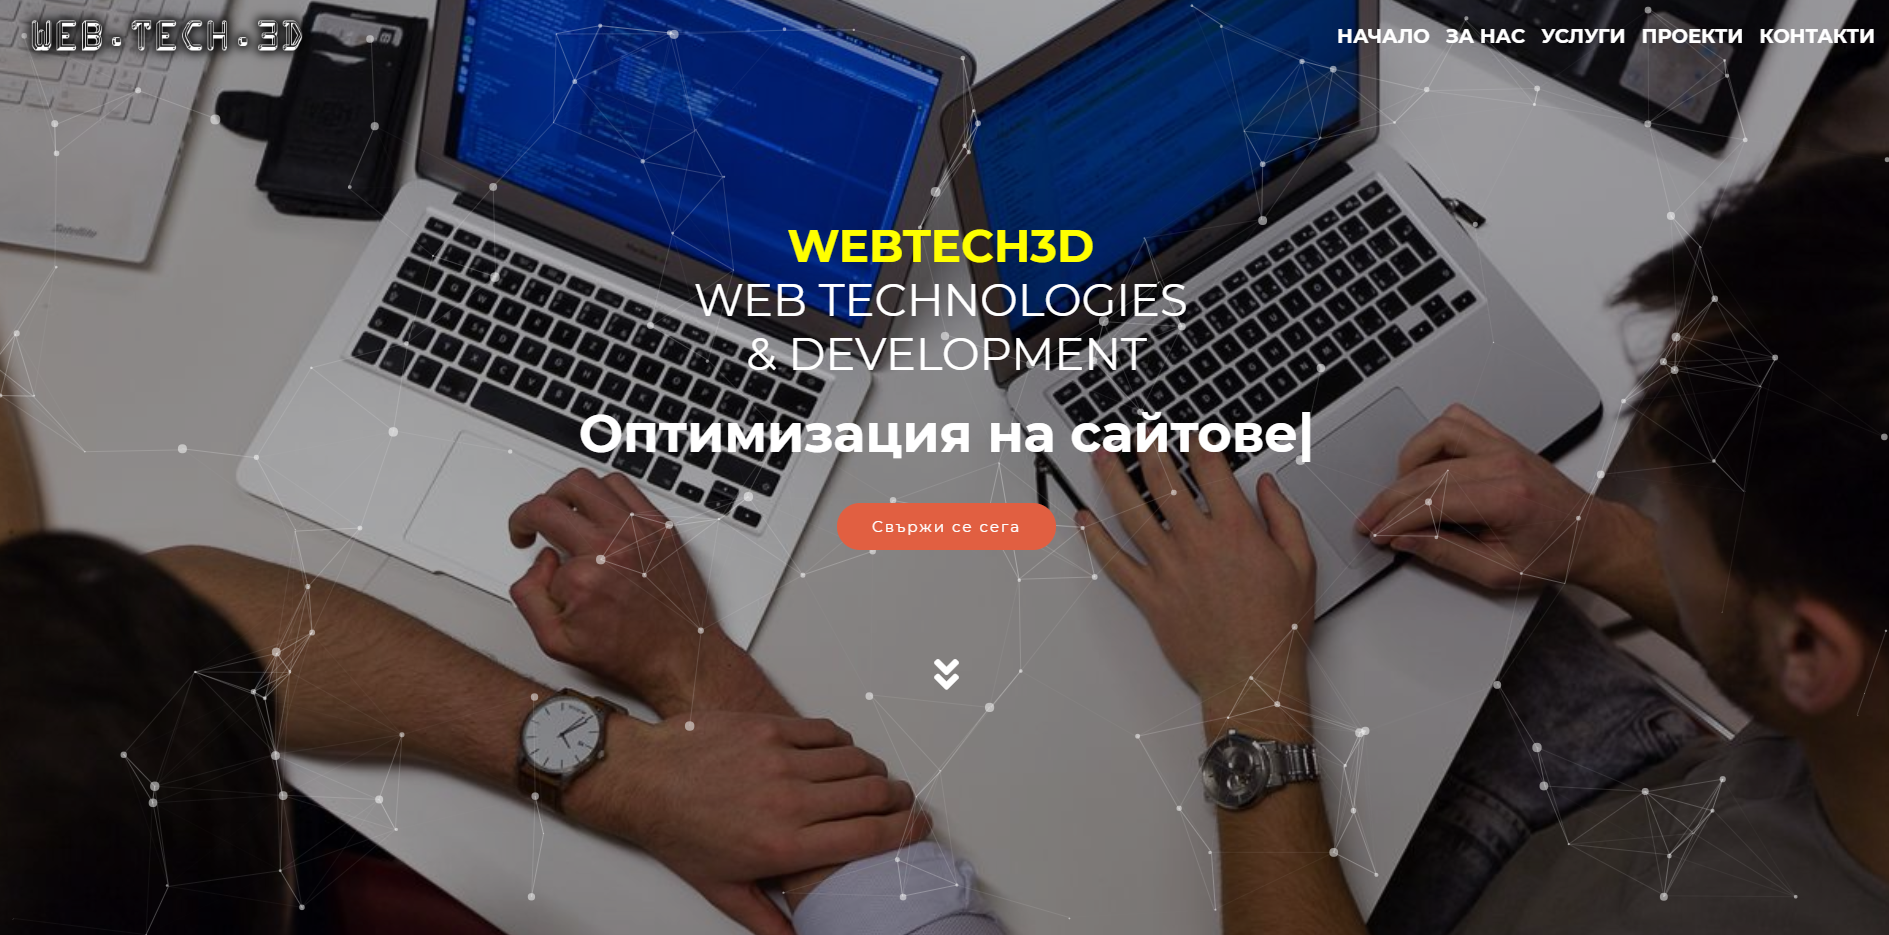 WEB.TECH.3D
НАЧАЛО ЗА НАС УСЛУГИ ПРОЕКТИ КОНТАКТИ
WEBTECH3D
WEB TECHNOLOGIES
& DEVELOPMENT
Оптимизация на сайтове
Свържи се сега
Satellite